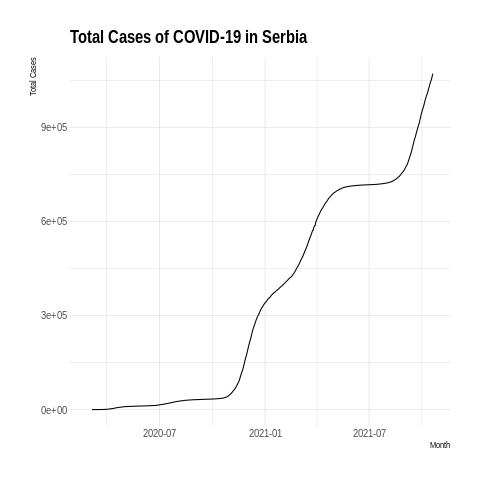 Total Cases of COVID-19 in Serbia
Total Cases
9e+05
6e+05
3e+05
0e+00
2020-07
2021-01
2021-07
Month